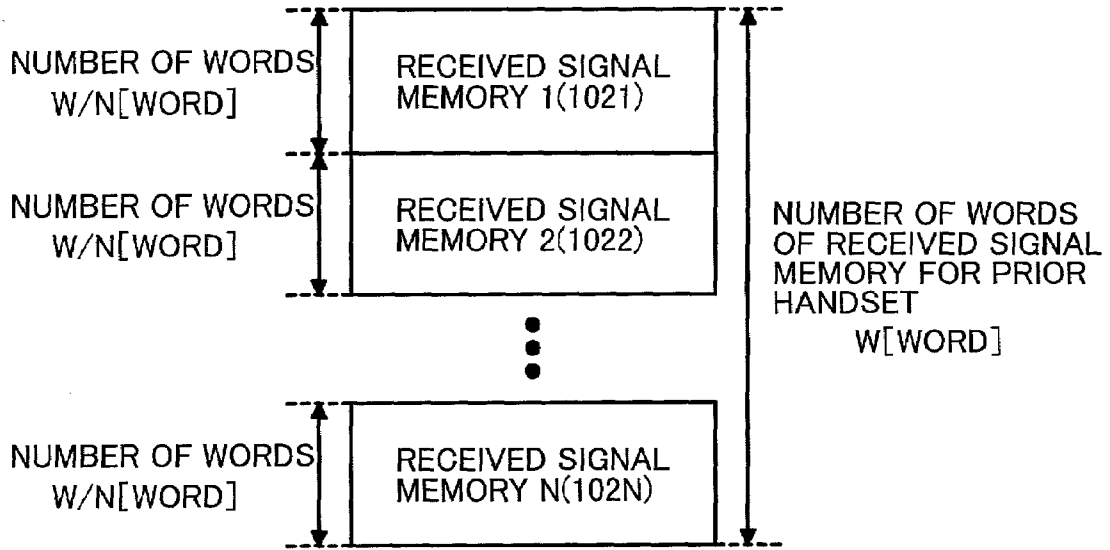 NUMBER OF WORDS
W/N[WORD]
RECEIVED SIGNAL
MEMORY 1(1021)
NUMBER OF WORDS
W/N[WORD]
RECEIVED SIGNAL
MEMORY 2(1022)
NUMBER OF WORDS
OF RECEIVED SIGNAL
MEMORY FOR PRIOR
HANDSET
W[WORD]
NUMBER OF WORDS
W/N[WORD]
RECEIVED SIGNAL
MEMORY N(102N)